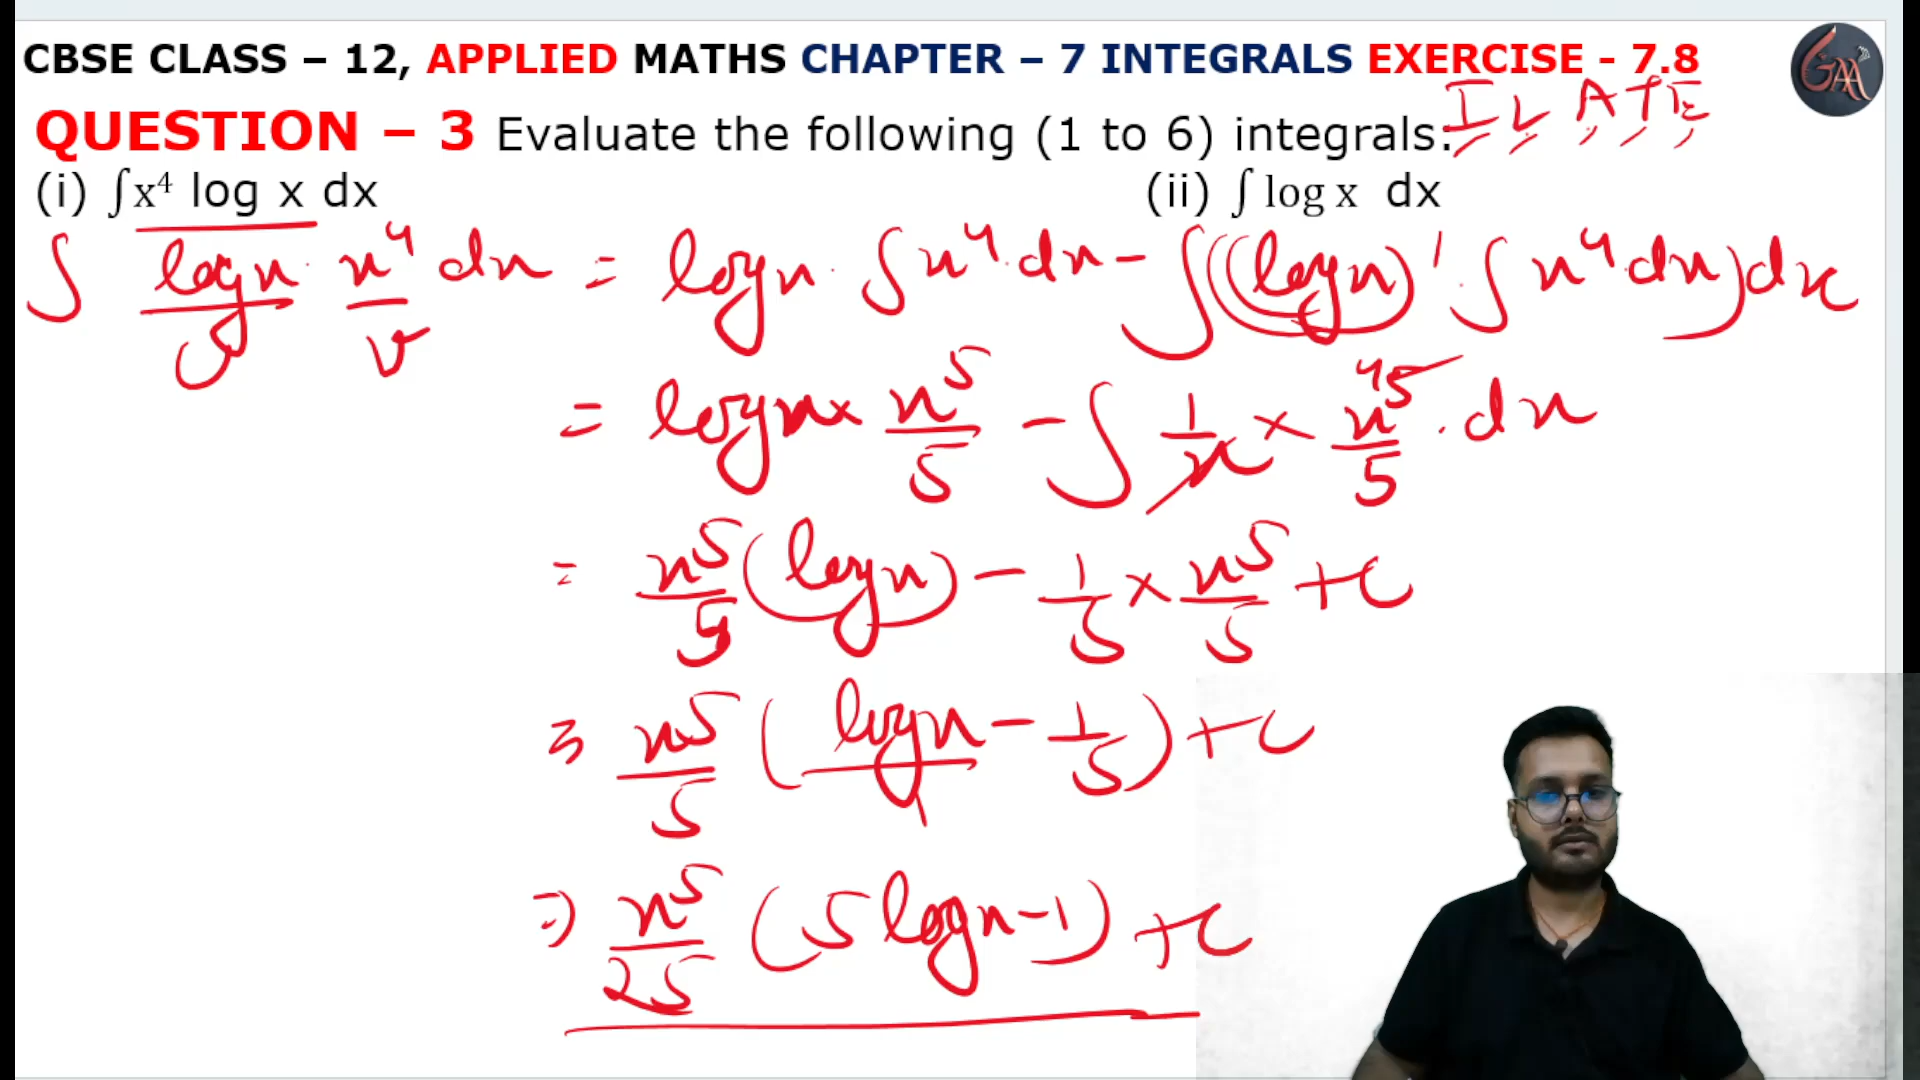 CBSE CLASS – 12, APPLIED MATHS CHAPTER – 7 INTEGRALS EXERCISE - 7.8
GAA
I L A T E
QUESTION – 3 Evaluate the following (1 to 6) integrals:
(i) ∫x⁴ log x dx (ii) ∫ log x dx
∫ log x · x⁴ dx = log x · ∫ x⁴ · dx - ∫((log x)' · ∫ x⁴ dx) dx
U V
= log x × x⁵/5 - ∫ 1/x × x⁵/5 · dx
4
= x⁵/5 (log x) - 1/5 × x⁵/5 + c
= x⁵/5 (log x - 1/5) + c
=> x⁵/25 (5 log x - 1) + c